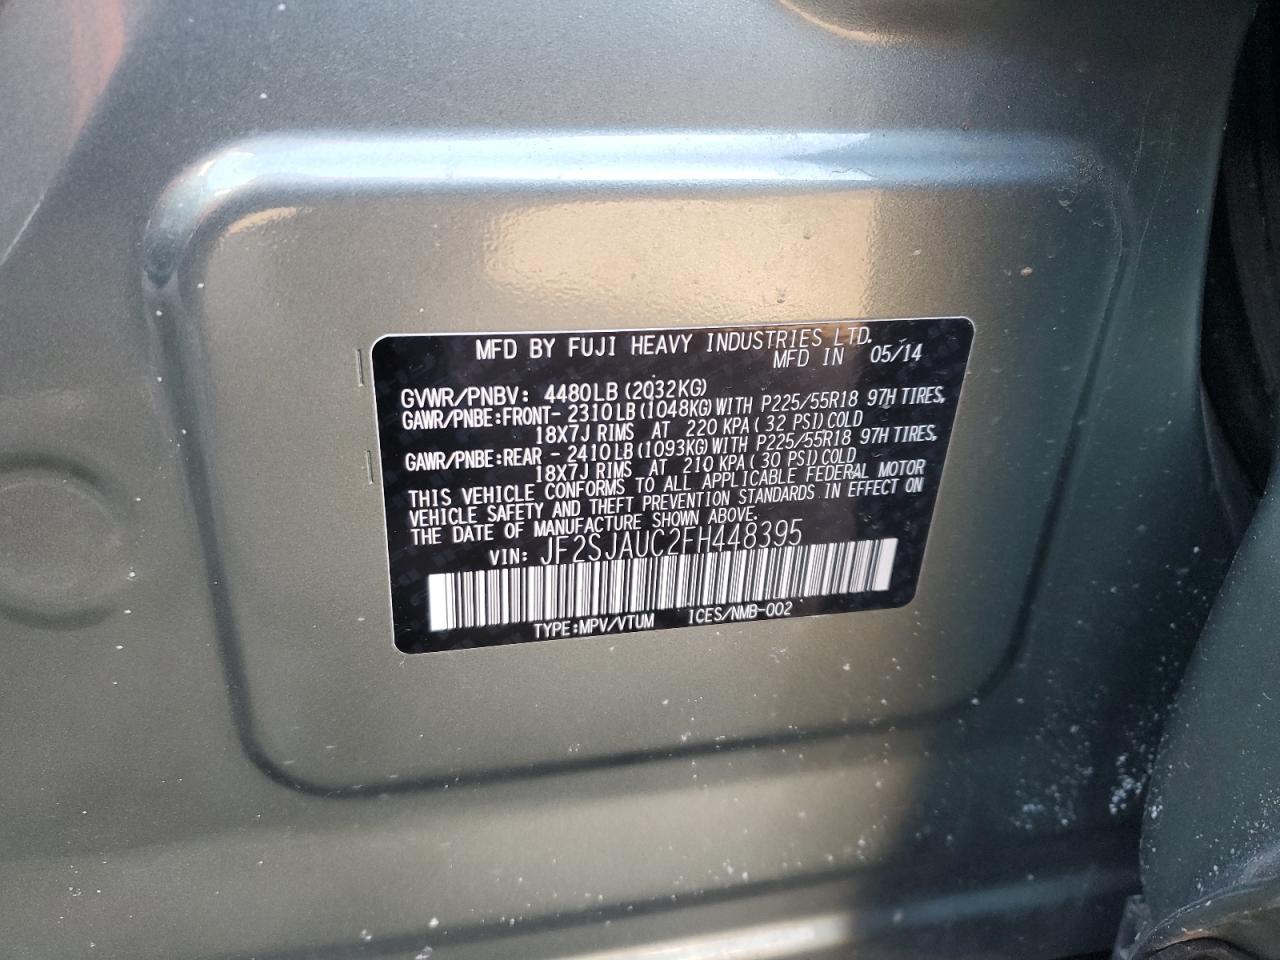 MFD BY FUJI HEAVY INDUSTRIES LTD.
MFD IN 05/14
GVWR/PNBV: 4480LB (2032KG)
GAWR/PNBE:FRONT- 2310LB (1048KG) WITH P225/55R18 97H TIRES,
18X7J RIMS AT 220 KPA ( 32 PSI) COLD
GAWR/PNBE:REAR - 2410LB (1093KG) WITH P225/55R18 97H TIRES,
18X7J RIMS AT 210 KPA ( 30 PSI) COLD
THIS VEHICLE CONFORMS TO ALL APPLICABLE FEDERAL MOTOR
VEHICLE SAFETY AND THEFT PREVENTION STANDARDS IN EFFECT ON
THE DATE OF MANUFACTURE SHOWN ABOVE.
VIN: JF2SJAUC2FH448395
TYPE:MPV/VTUM ICES/NMB-002